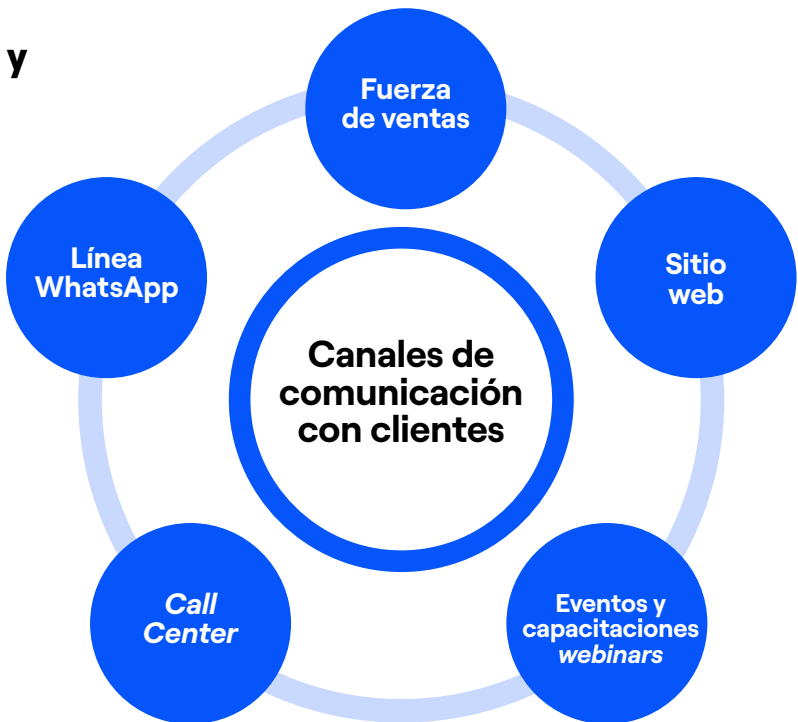 y
Fuerza
de ventas
Línea
WhatsApp
Sitio
web
Canales de
comunicación
con clientes
Call
Center
Eventos y
capacitaciones
webinars